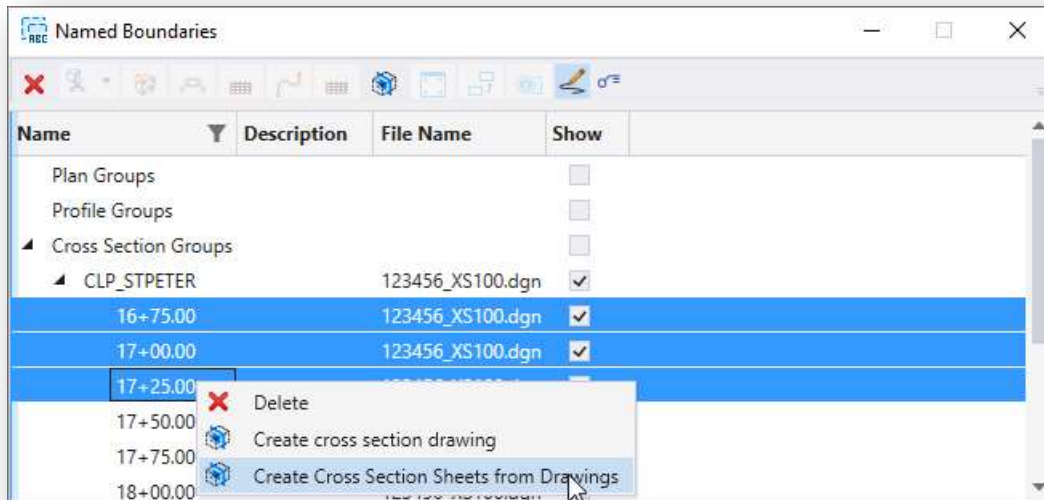 Named Boundaries
Name Description File Name Show
Plan Groups
Profile Groups
Cross Section Groups
CLP_STPETER 123456_XS100.dgn
16+75.00 123456_XS100.dgn
17+00.00 123456_XS100.dgn
17+25.00
Delete
17+50.00
Create cross section drawing
17+75.00
Create Cross Section Sheets from Drawings
18+00.00